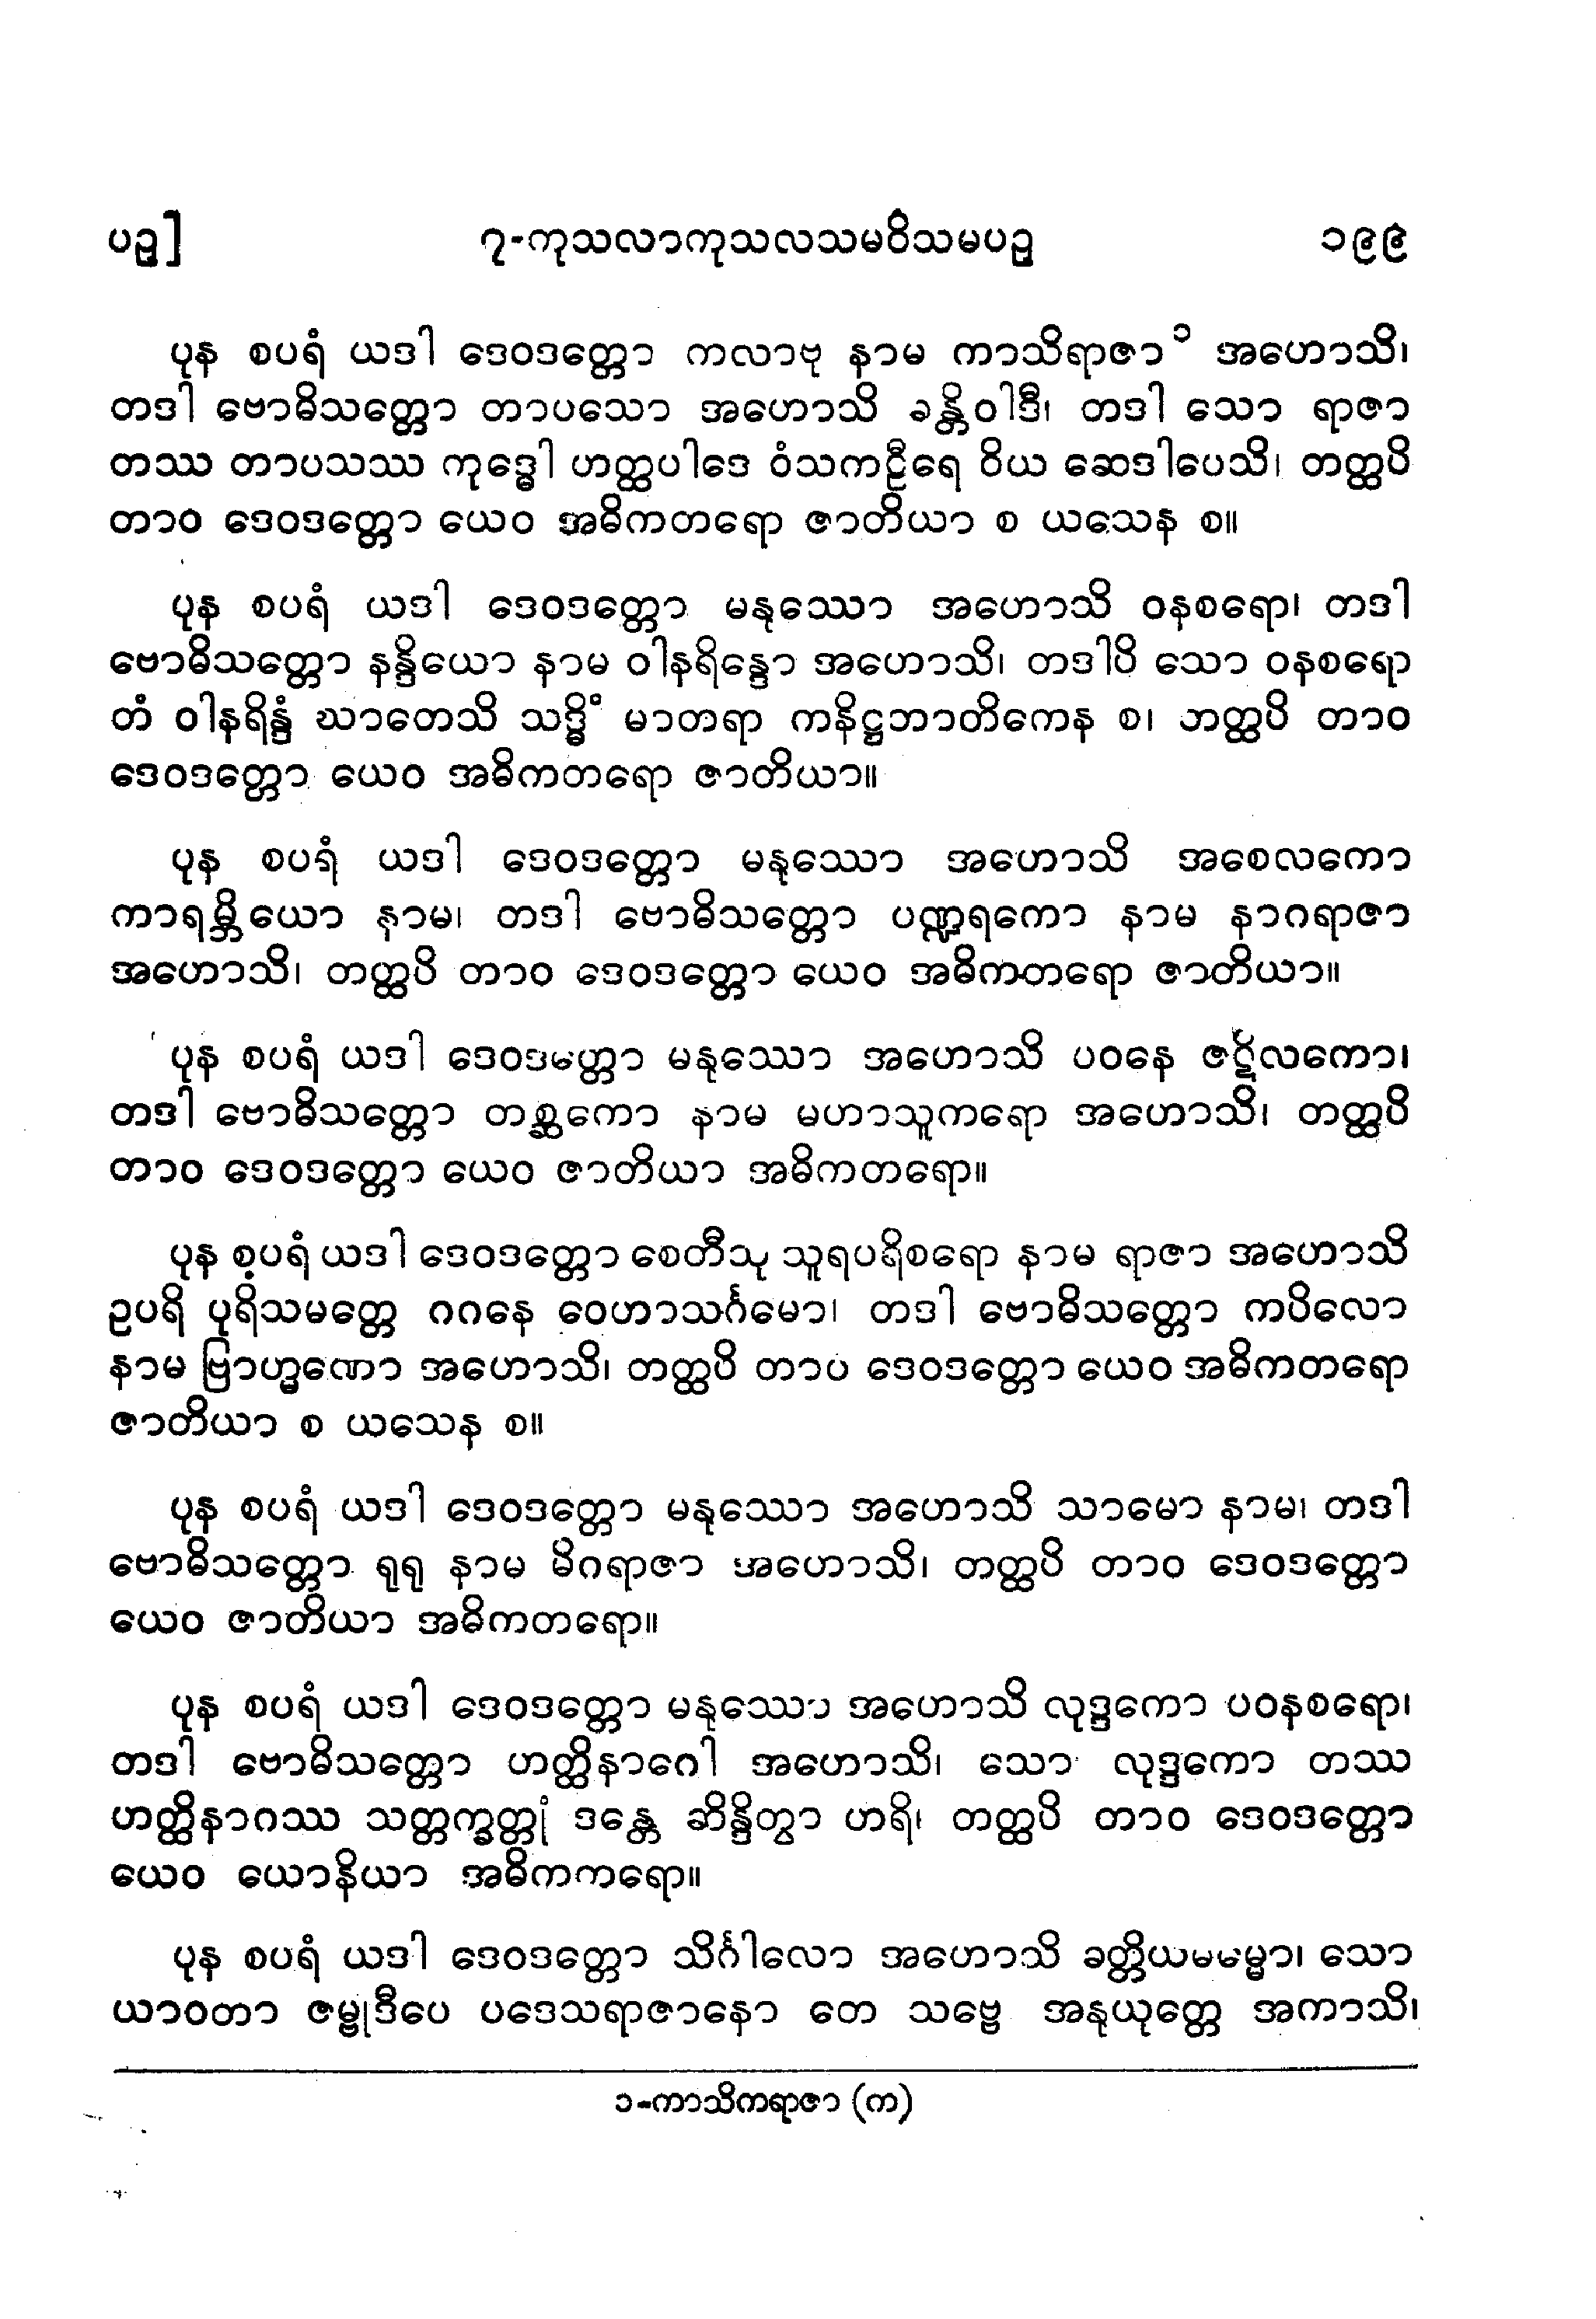 ပဉှ]
၇-ကုသလာကုသလသမဝိသမပဉှ
၁၉၉
ပုန စပရံ ယဒါ ဒေဝဒတ္တော ကလာဗု နာမ ကာသိရာဇာ ၁ အဟောသိ၊
တဒါ ဗောဓိသတ္တော တာပသော အဟောသိ ခန္တိဝါဒီ၊ တဒါ သော ရာဇာ
တဿ တာပသဿ ကုဒ္ဓေါ ဟတ္ထပါဒေ ဝံသကဠီရေ ဝိယ ဆေဒါပေသိ၊ တတ္ထပိ
တာဝ ဒေဝဒတ္တော ယေဝ အဓိကတရော ဇာတိယာ စ ယသေန စ။
ပုန စပရံ ယဒါ ဒေဝဒတ္တော မနုဿော အဟောသိ ဝနစရော၊ တဒါ
ဗောဓိသတ္တော နန္ဒိယော နာမ ဝါနရိန္ဒော အဟောသိ၊ တဒါပိ သော ဝနစရော
တံ ဝါနရိန္ဒံ ဃာတေသိ သဒ္ဓိံ မာတရာ ကနိဋ္ဌဘာတိကေန စ၊ တတ္ထပိ တာဝ
ဒေဝဒတ္တော ယေဝ အဓိကတရော ဇာတိယာ။
ပုန စပရံ ယဒါ ဒေဝဒတ္တော မနုဿော အဟောသိ အစေလကော
ကာရမ္ဘိယော နာမ၊ တဒါ ဗောဓိသတ္တော ပဏ္ဍရကော နာမ နာဂရာဇာ
အဟောသိ၊ တတ္ထပိ တာဝ ဒေဝဒတ္တော ယေဝ အဓိကတရော ဇာတိယာ။
ပုန စပရံ ယဒါ ဒေဝဒတ္တော မနုဿော အဟောသိ ပဝနေ ဇဋိလကော၊
တဒါ ဗောဓိသတ္တော တစ္ဆကော နာမ မဟာသူကရော အဟောသိ၊ တတ္ထပိ
တာဝ ဒေဝဒတ္တော ယေဝ ဇာတိယာ အဓိကတရော။
ပုန စပရံ ယဒါ ဒေဝဒတ္တော စေတီသု သူရပရိစရော နာမ ရာဇာ အဟောသိ
ဥပရိ ပုရိသမတ္တေ ဂဂနေ ဝေဟာသင်္ဂမော၊ တဒါ ဗောဓိသတ္တော ကပိလော
နာမ ဗြာဟ္မဏော အဟောသိ၊ တတ္ထပိ တာဝ ဒေဝဒတ္တော ယေဝ အဓိကတရော
ဇာတိယာ စ ယသေန စ။
ပုန စပရံ ယဒါ ဒေဝဒတ္တော မနုဿော အဟောသိ သာမော နာမ၊ တဒါ
ဗောဓိသတ္တော ရုရု နာမ မိဂရာဇာ အဟောသိ၊ တတ္ထပိ တာဝ ဒေဝဒတ္တော
ယေဝ ဇာတိယာ အဓိကတရော။
ပုန စပရံ ယဒါ ဒေဝဒတ္တော မနုဿော အဟောသိ လုဒ္ဒကော ပဝနစရော၊
တဒါ ဗောဓိသတ္တော ဟတ္ထိနာဂေါ အဟောသိ၊ သော လုဒ္ဒကော တဿ
ဟတ္ထိနာဂဿ သတ္တက္ခတ္တုံ ဒန္တေ ဆိန္ဒိတွာ ဟရိ၊ တတ္ထပိ တာဝ ဒေဝဒတ္တော
ယေဝ ယောနိယာ အဓိကကရော။
ပုန စပရံ ယဒါ ဒေဝဒတ္တော သိင်္ဂါလော အဟောသိ ခတ္တိယဓမ္မော၊ သော
ယာဝတာ ဇမ္ဗုဒီပေ ပဒေသရာဇာနော တေ သဗ္ဗေ အနုယုတ္တေ အကာသိ၊
၁-ကာသိကရာဇာ (က)